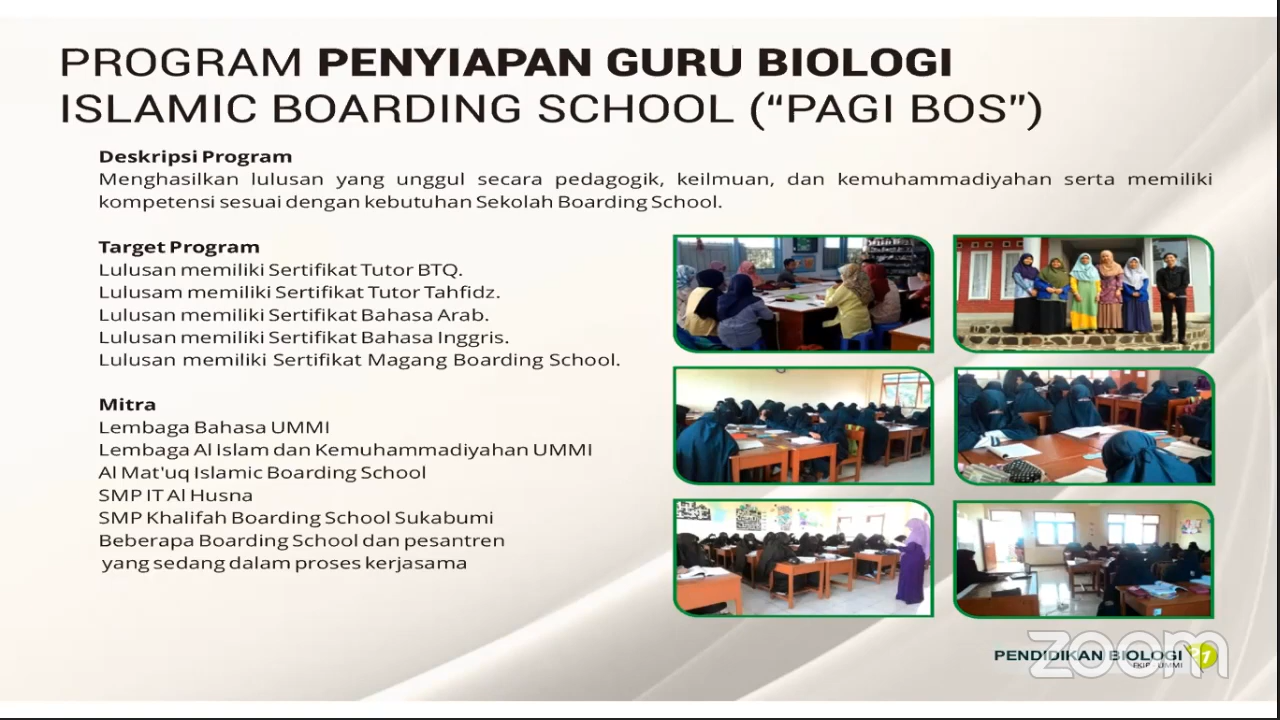 PROGRAM PENYIAPAN GURU BIOLOGI
ISLAMIC BOARDING SCHOOL (“PAGI BOS”)
Deskripsi Program
Menghasilkan lulusan yang unggul secara pedagogik, keilmuan, dan kemuhammadiyahan serta memiliki
kompetensi sesuai dengan kebutuhan Sekolah Boarding School.
Target Program
Lulusan memiliki Sertifikat Tutor BTQ.
Lulusam memiliki Sertifikat Tutor Tahfidz.
Lulusan memiliki Sertifikat Bahasa Arab.
Lulusan memiliki Sertifikat Bahasa Inggris.
Lulusan memiliki Sertifikat Magang Boarding School.
Mitra
Lembaga Bahasa UMMI
Lembaga Al Islam dan Kemuhammadiyahan UMMI
Al Mat'uq Islamic Boarding School
SMP IT Al Husna
SMP Khalifah Boarding School Sukabumi
Beberapa Boarding School dan pesantren
yang sedang dalam proses kerjasama
PENDIDIKAN BIOLOGI
FKIP UMMI
zoom